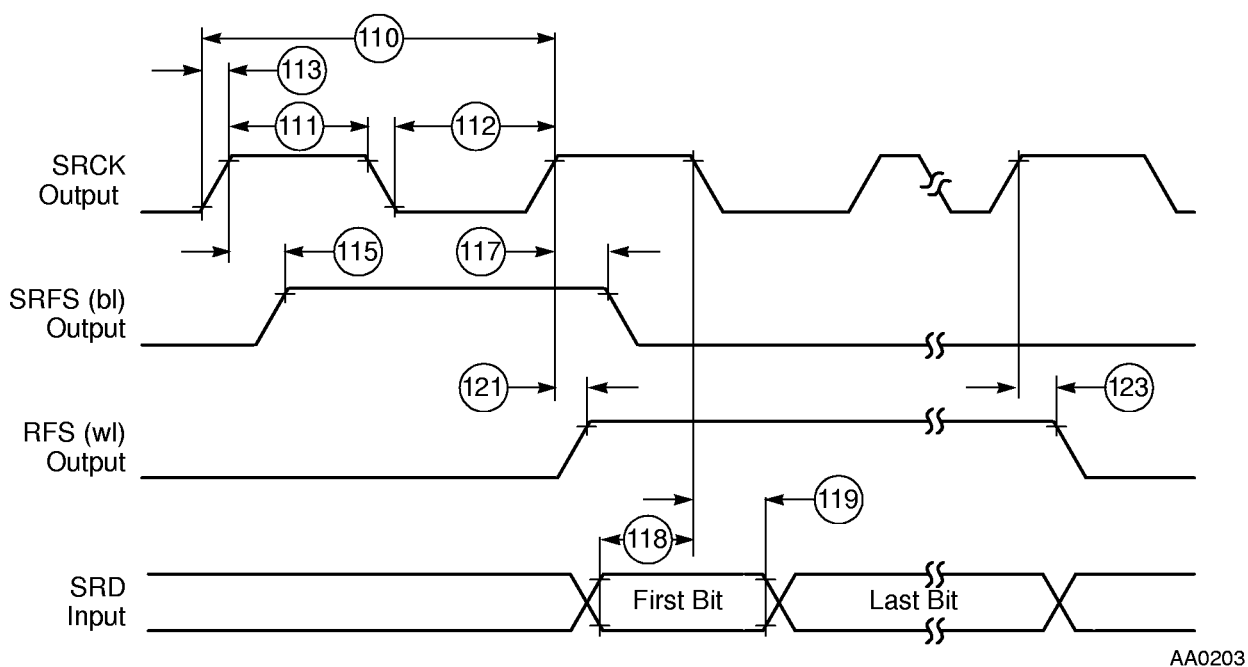 110
113
111
112
SRCK
Output
115
117
SRFS (bl)
Output
121
123
RFS (wl)
Output
119
118
SRD
Input
First Bit
Last Bit
AA0203